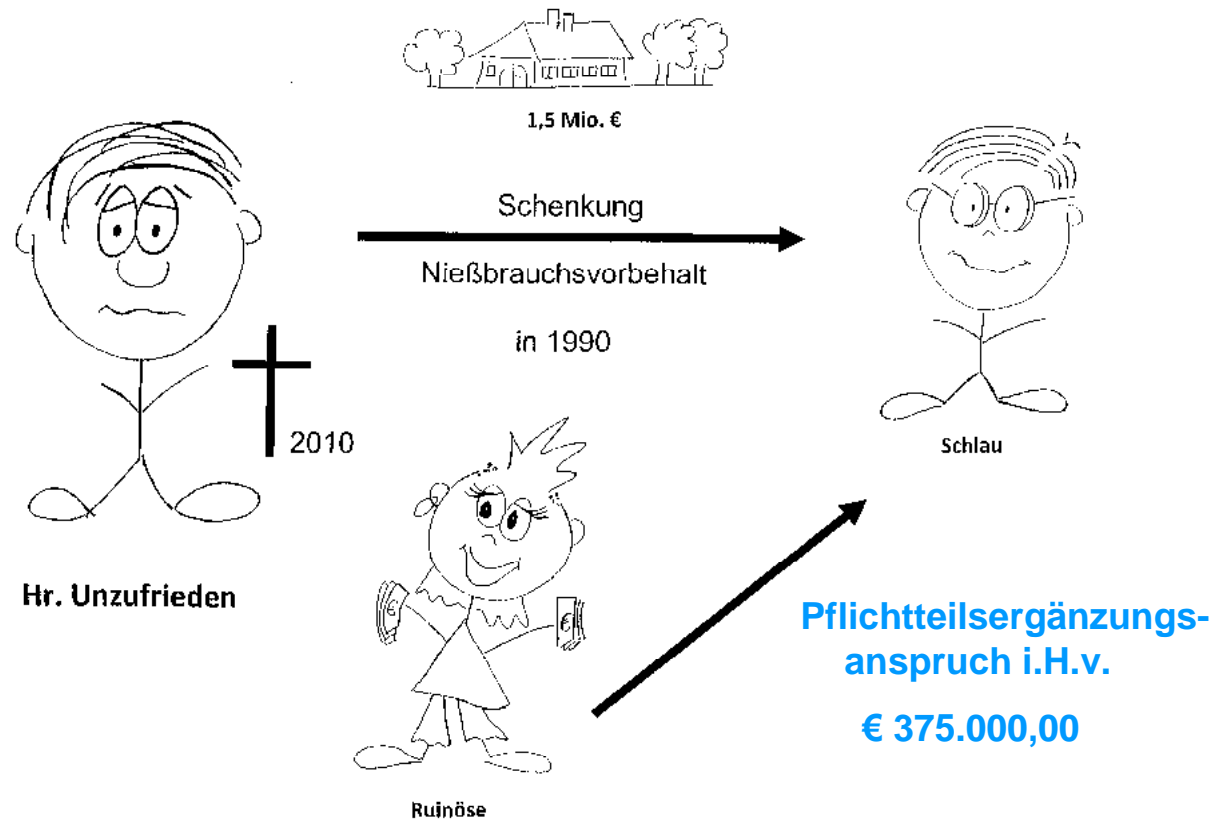 1,5 Mio. €
Schenkung
Nießbrauchsvorbehalt
in 1990
2010
Schlau
Hr. Unzufrieden
€
€
Pflichtteilsergänzungs-
anspruch i.H.v.
€ 375.000,00
Ruinöse